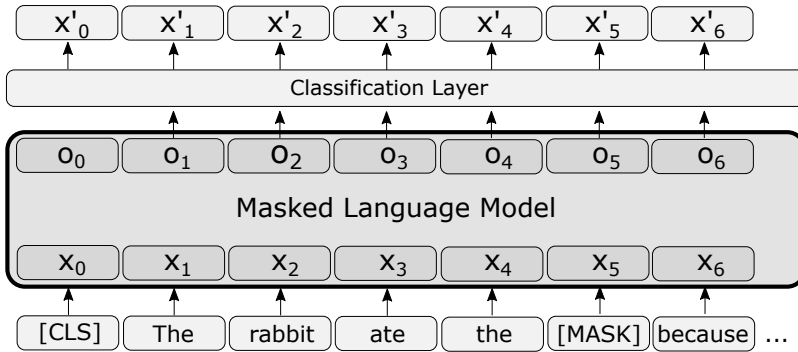 x'₀ x'₁ x'₂ x'₃ x'₄ x'₅ x'₆
Classification Layer
o₀ o₁ o₂ o₃ o₄ o₅ o₆
Masked Language Model
x₀ x₁ x₂ x₃ x₄ x₅ x₆
[CLS] The rabbit ate the [MASK] because ...